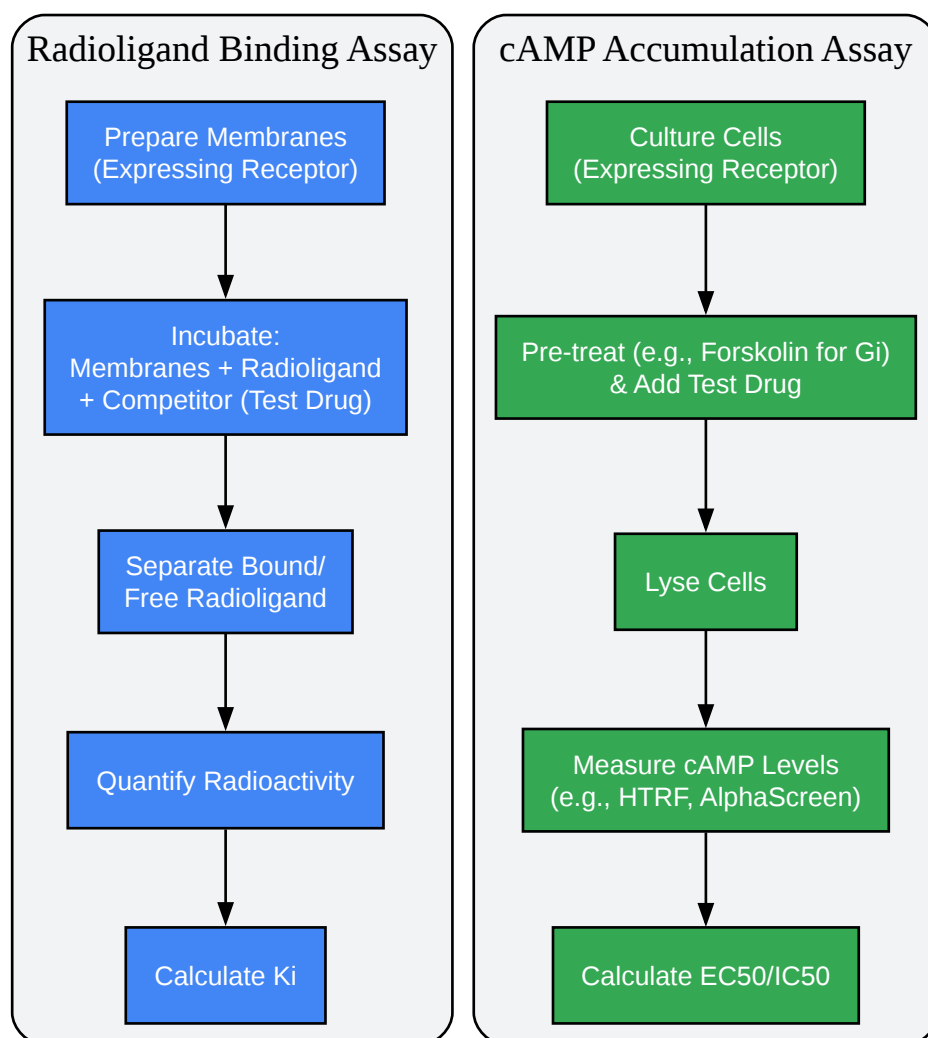 Radioligand Binding Assay
Prepare Membranes
(Expressing Receptor)
Incubate:
Membranes + Radioligand
+ Competitor (Test Drug)
Separate Bound/
Free Radioligand
Quantify Radioactivity
Calculate Ki
cAMP Accumulation Assay
Culture Cells
(Expressing Receptor)
Pre-treat (e.g., Forskolin for Gi)
& Add Test Drug
Lyse Cells
Measure cAMP Levels
(e.g., HTRF, AlphaScreen)
Calculate EC50/IC50